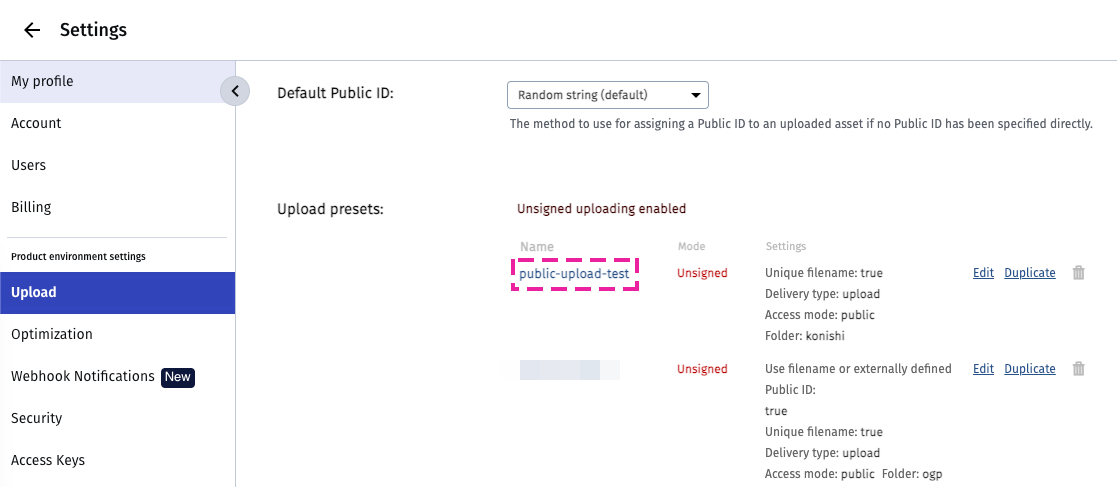 Settings
My profile
Account
Users
Billing
Product environment settings
Upload
Optimization
Webhook Notifications New
Security
Access Keys
Default Public ID:
Random string (default)
The method to use for assigning a Public ID to an uploaded asset if no Public ID has been specified directly.
Upload presets:
Unsigned uploading enabled
Name Mode Settings
public-upload-test Unsigned Unique filename: true Edit Duplicate
Delivery type: upload
Access mode: public
Folder: konishi
Unsigned Use filename or externally defined Edit Duplicate
Public ID:
true
Unique filename: true
Delivery type: upload
Access mode: public Folder: ogp